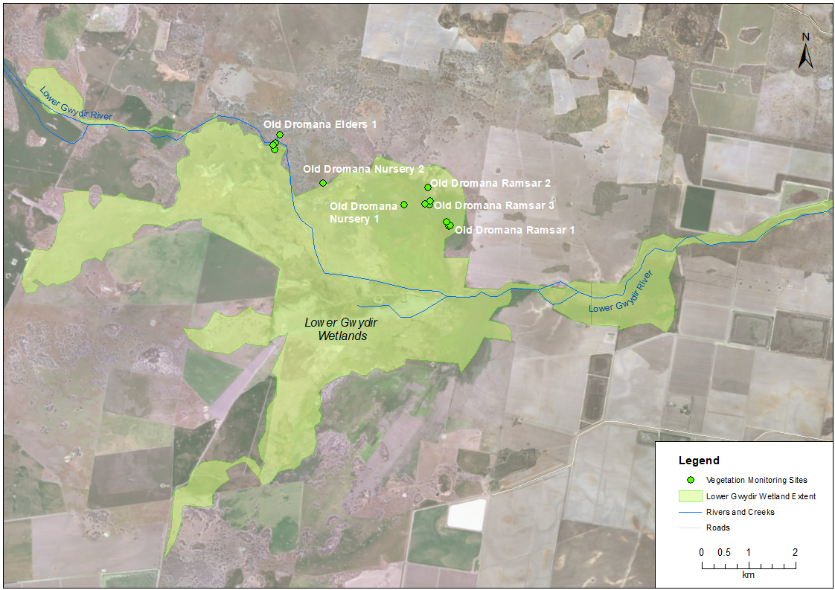 N
Lower Gwydir River
Old Dromana Elders 1
Old Dromana Nursery 2
Old Dromana Ramsar 2
Old Dromana
Nursery 1
Old Dromana Ramsar 3
Old Dromana Ramsar 1
Lower Gwydir River
Lower Gwydir
Wetlands
Legend
Vegetation Monitoring Sites
Lower Gwydir Wetland Extent
Rivers and Creeks
Roads
0 0.5 1 2
km